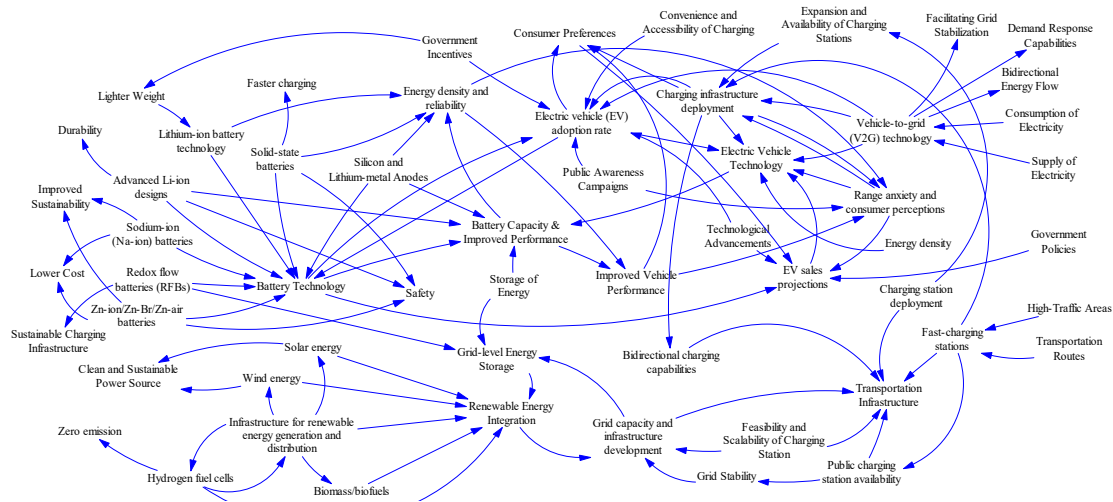 Convenience and
Accessibility of Charging
Expansion and
Availability of Charging
Stations
Facilitating Grid
Stabilization
Demand Response
Capabilities
Consumer Preferences
Government
Incentives
Bidirectional
Energy Flow
Faster charging
Lighter Weight
Energy density and
reliability
Charging infrastructure
deployment
Electric vehicle (EV)
adoption rate
Vehicle-to-grid
(V2G) technology
Consumption of
Electricity
Durability
Lithium-ion battery
technology
Solid-state
batteries
Silicon and
Lithium-metal Anodes
Electric Vehicle
Technology
Supply of
Electricity
Public Awareness
Campaigns
Advanced Li-ion
designs
Improved
Sustainability
Range anxiety and
consumer perceptions
Sodium-ion
(Na-ion) batteries
Battery Capacity &
Improved Performance
Technological
Advancements
Energy density
Government
Policies
Lower Cost
Redox flow
batteries (RFBs)
Battery Technology
Safety
Storage of
Energy
Improved Vehicle
Performance
EV sales
projections
Charging station
deployment
Zn-ion/Zn-Br/Zn-air
batteries
High-Traffic Areas
Sustainable Charging
Infrastructure
Fast-charging
stations
Transportation
Routes
Solar energy
Grid-level Energy
Storage
Bidirectional charging
capabilities
Clean and Sustainable
Power Source
Wind energy
Transportation
Infrastructure
Renewable Energy
Integration
Infrastructure for renewable
energy generation and
distribution
Grid capacity and
infrastructure
development
Feasibility and
Scalability of Charging
Station
Zero emission
Hydrogen fuel cells
Biomass/biofuels
Grid Stability
Public charging
station availability